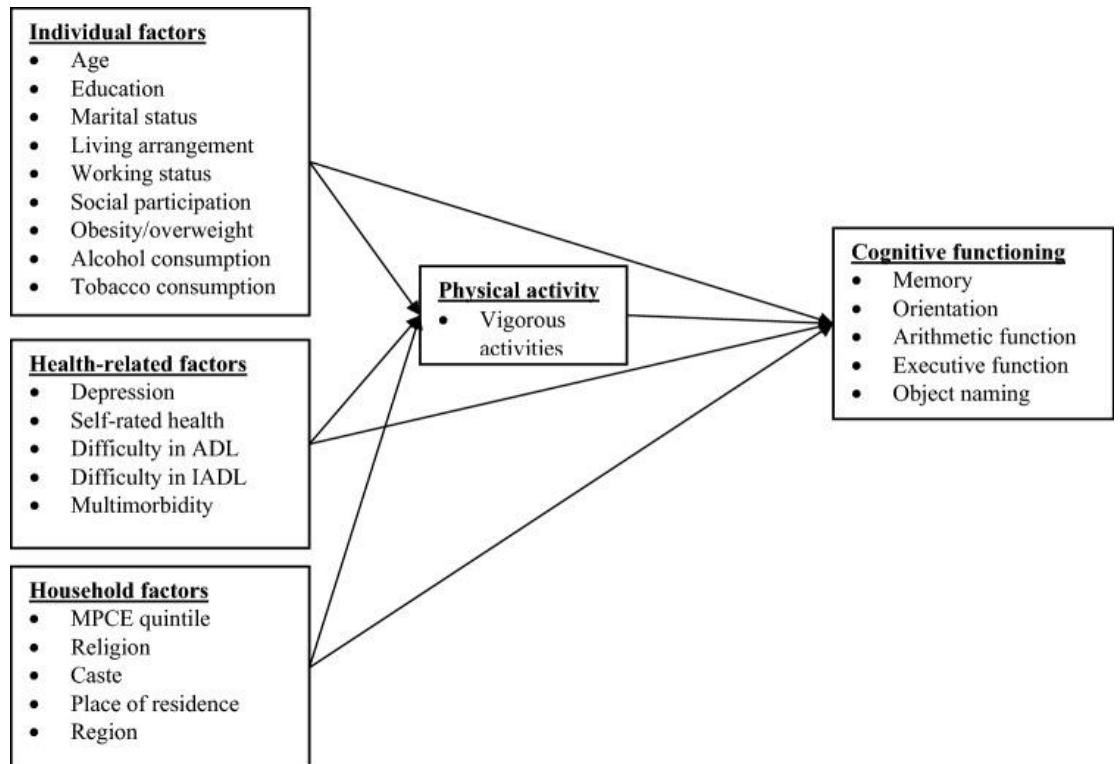 Individual factors
• Age
• Education
• Marital status
• Living arrangement
• Working status
• Social participation
• Obesity/overweight
• Alcohol consumption
• Tobacco consumption
Health-related factors
• Depression
• Self-rated health
• Difficulty in ADL
• Difficulty in IADL
• Multimorbidity
Household factors
• MPCE quintile
• Religion
• Caste
• Place of residence
• Region
Physical activity
• Vigorous
activities
Cognitive functioning
• Memory
• Orientation
• Arithmetic function
• Executive function
• Object naming